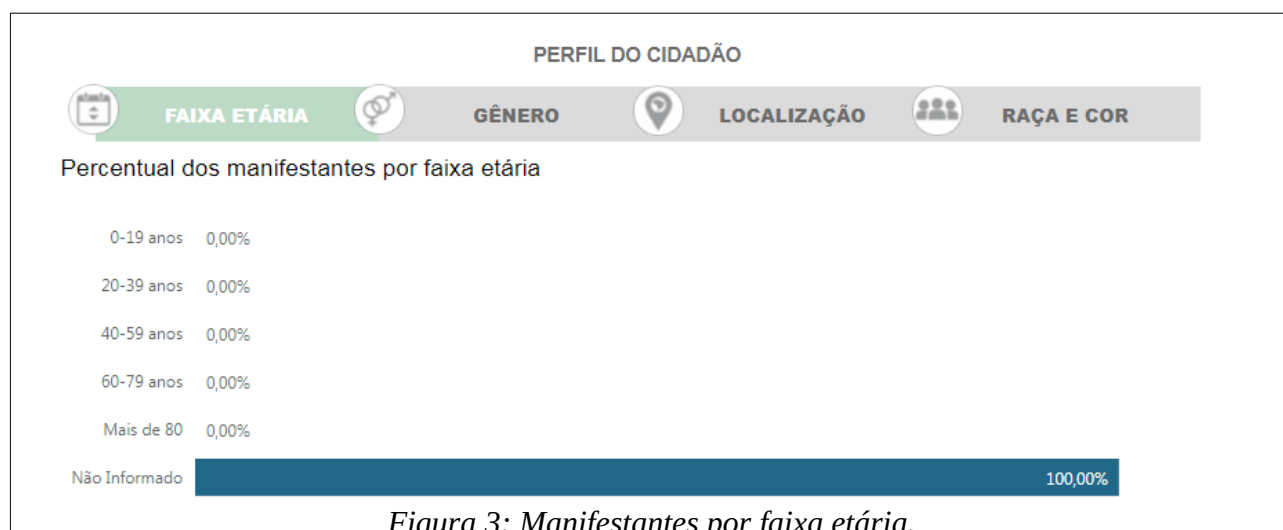 PERFIL DO CIDADÃO
FAIXA ETÁRIA GÊNERO LOCALIZAÇÃO RAÇA E COR
Percentual dos manifestantes por faixa etária
0-19 anos 0,00%
20-39 anos 0,00%
40-59 anos 0,00%
60-79 anos 0,00%
Mais de 80 0,00%
Não Informado 100,00%
Figura 3: Manifestantes por faixa etária.